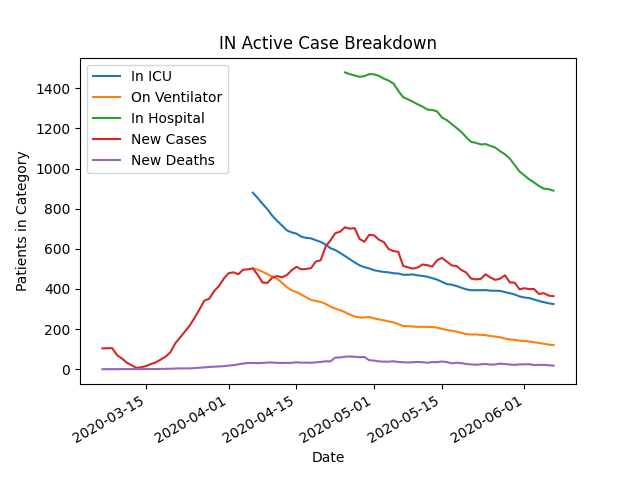 IN Active Case Breakdown
In ICU
On Ventilator
In Hospital
New Cases
New Deaths
Patients in Category
1400
1200
1000
800
600
400
200
0
2020-03-15
2020-04-01
2020-04-15
2020-05-01
2020-05-15
2020-06-01
Date